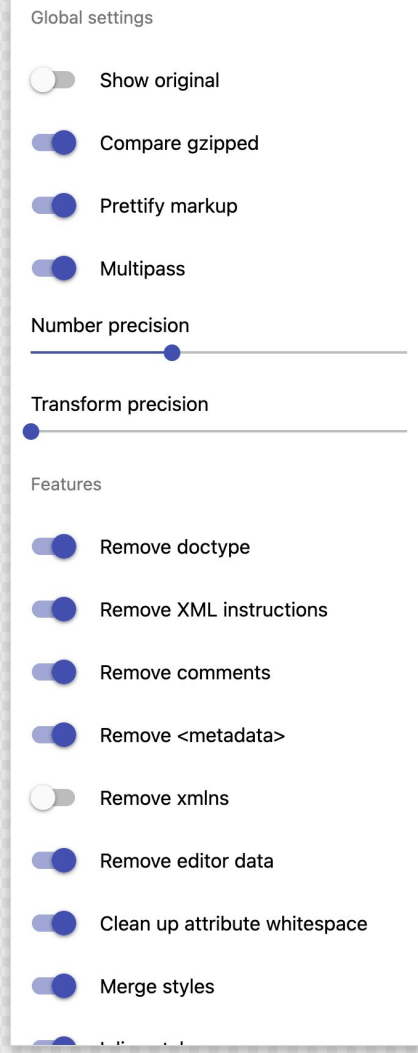 Global settings
Show original
Compare gzipped
Prettify markup
Multipass
Number precision
Transform precision
Features
Remove doctype
Remove XML instructions
Remove comments
Remove <metadata>
Remove xmlns
Remove editor data
Clean up attribute whitespace
Merge styles